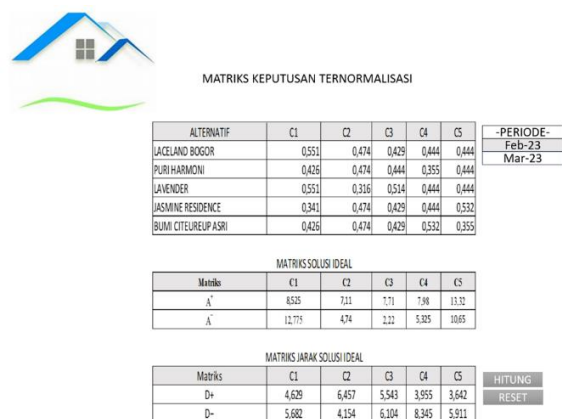 MATRIKS KEPUTUSAN TERNORMALISASI
ALTERNATIF C1 C2 C3 C4 C5
LACELAND BOGOR 0,551 0,474 0,429 0,444 0,444
PURI HARMONI 0,426 0,474 0,444 0,355 0,444
LAVENDER 0,551 0,316 0,514 0,444 0,444
JASMINE RESIDENCE 0,341 0,474 0,429 0,444 0,532
BUMI CITEUREUP ASRI 0,426 0,474 0,429 0,532 0,355
-PERIODE-
Feb-23
Mar-23
MATRIKS SOLUSI IDEAL
Matriks C1 C2 C3 C4 C5
A+ 8,525 7,11 7,71 7,98 13,32
A- 12,775 4,74 2,22 5,325 10,65
MATRIKS JARAK SOLUSI IDEAL
Matriks C1 C2 C3 C4 C5
D+ 4,629 6,457 5,543 3,955 3,642
D- 5,682 4,154 6,104 8,345 5,911
HITUNG
RESET